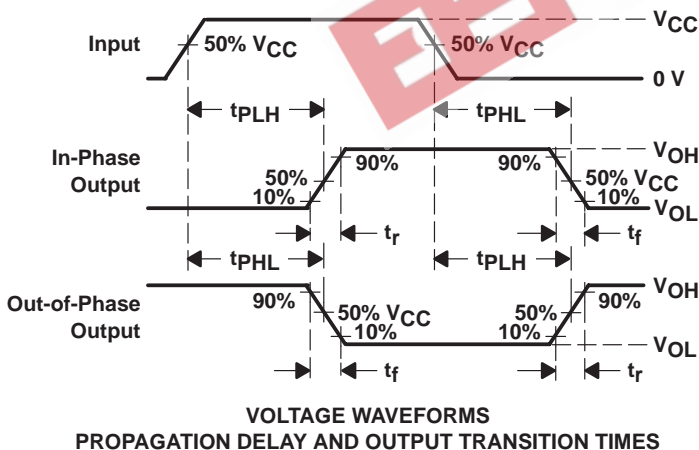 VCC
Input
50% VCC
50% VCC
0 V
tPLH
tPHL
In-Phase
Output
VOH
90%
90%
50%
50% VCC
10%
10%
VOL
tr
tf
tPHL
tPLH
Out-of-Phase
Output
VOH
90%
90%
50% VCC
50%
10%
10%
VOL
tf
tr
VOLTAGE WAVEFORMS
PROPAGATION DELAY AND OUTPUT TRANSITION TIMES